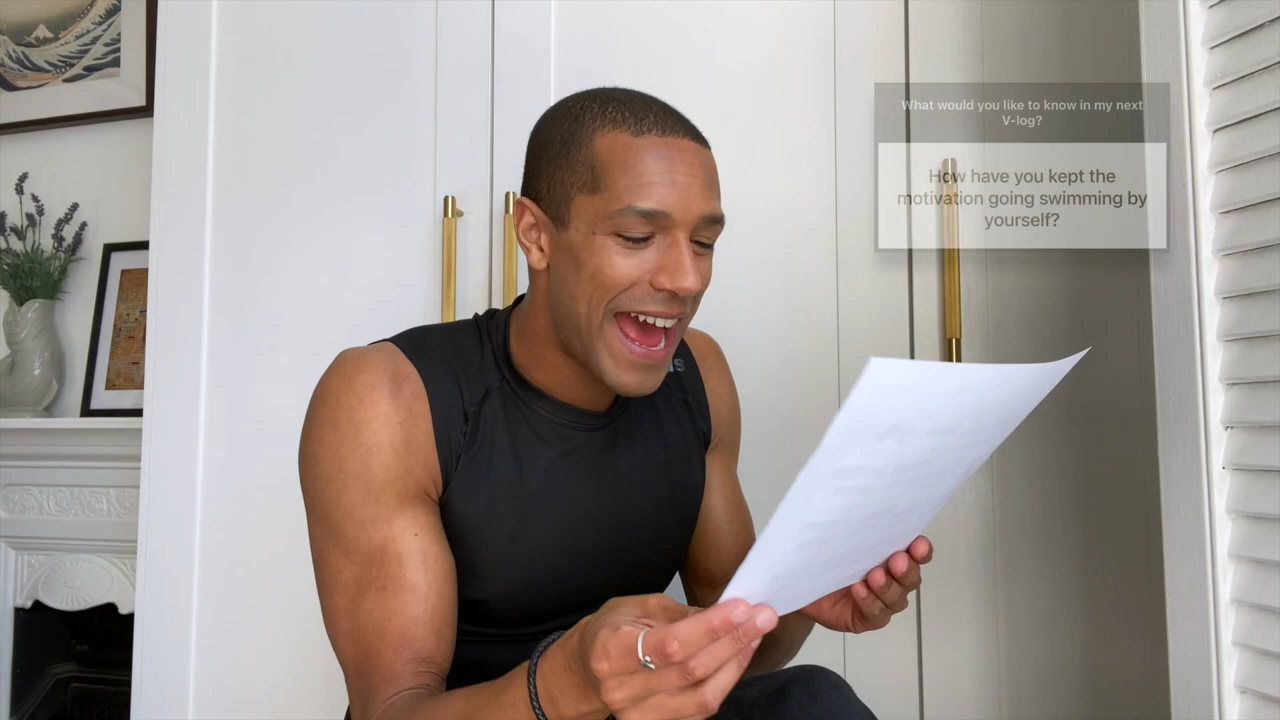 What would you like to know in my next
V-log?
How have you kept the
motivation going swimming by
yourself?